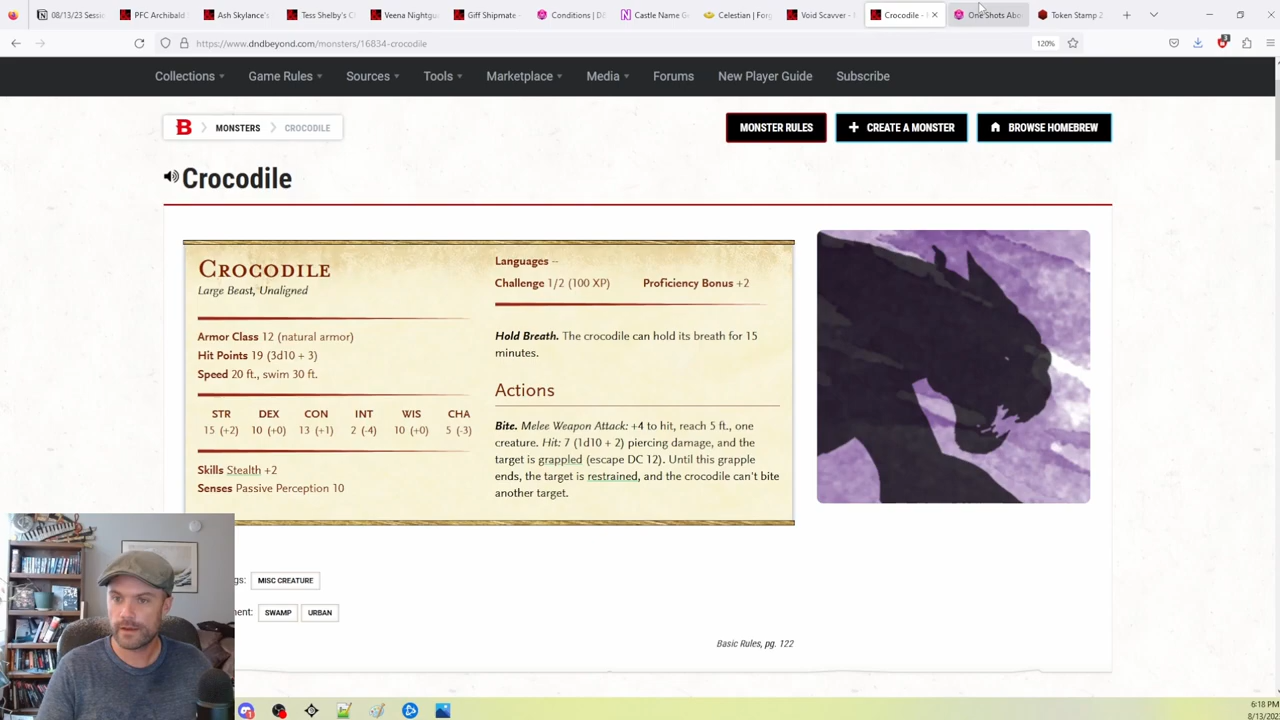 08/13/23 Sessi
PFC Archibald
Ash Skylance's
Tess Shelby's C
Veena Nightgu
Giff Shipmate -
Conditions | D
Castle Name G
Celestian | Forg
Void Scavver -
Crocodile -
One Shots Abo
Token Stamp 2
https://www.dndbeyond.com/monsters/16834-crocodile
120%
3
Collections
Game Rules
Sources
Tools
Marketplace
Media
Forums
New Player Guide
Subscribe
B
MONSTERS
CROCODILE
MONSTER RULES
CREATE A MONSTER
BROWSE HOMEBREW
Crocodile
CROCODILE
Large Beast, Unaligned
Armor Class 12 (natural armor)
Hit Points 19 (3d10 + 3)
Speed 20 ft., swim 30 ft.
STR DEX CON INT WIS CHA
15 (+2) 10 (+0) 13 (+1) 2 (-4) 10 (+0) 5 (-3)
Skills Stealth +2
Senses Passive Perception 10
Languages --
Challenge 1/2 (100 XP) Proficiency Bonus +2
Hold Breath. The crocodile can hold its breath for 15
minutes.
Actions
Bite. Melee Weapon Attack: +4 to hit, reach 5 ft., one
creature. Hit: 7 (1d10 + 2) piercing damage, and the
target is grappled (escape DC 12). Until this grapple
ends, the target is restrained, and the crocodile can't bite
another target.
gs: MISC CREATURE
ment: SWAMP URBAN
Basic Rules, pg. 122
6:18 PM
8/13/202